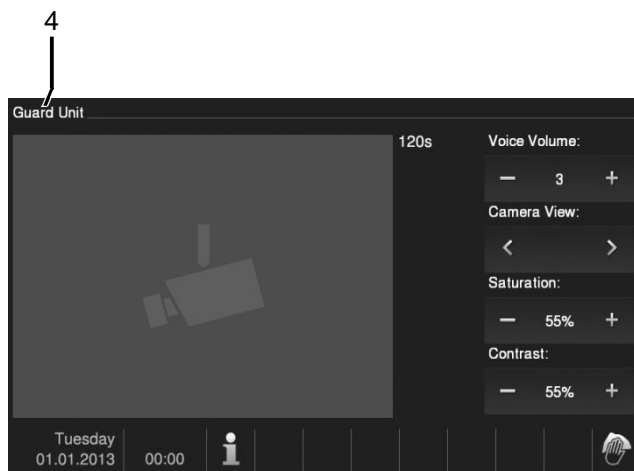 4
Guard Unit
120s
Voice Volume:
− 3 +
Camera View:
< >
Saturation:
− 55% +
Contrast:
− 55% +
Tuesday
01.01.2013
00:00
i